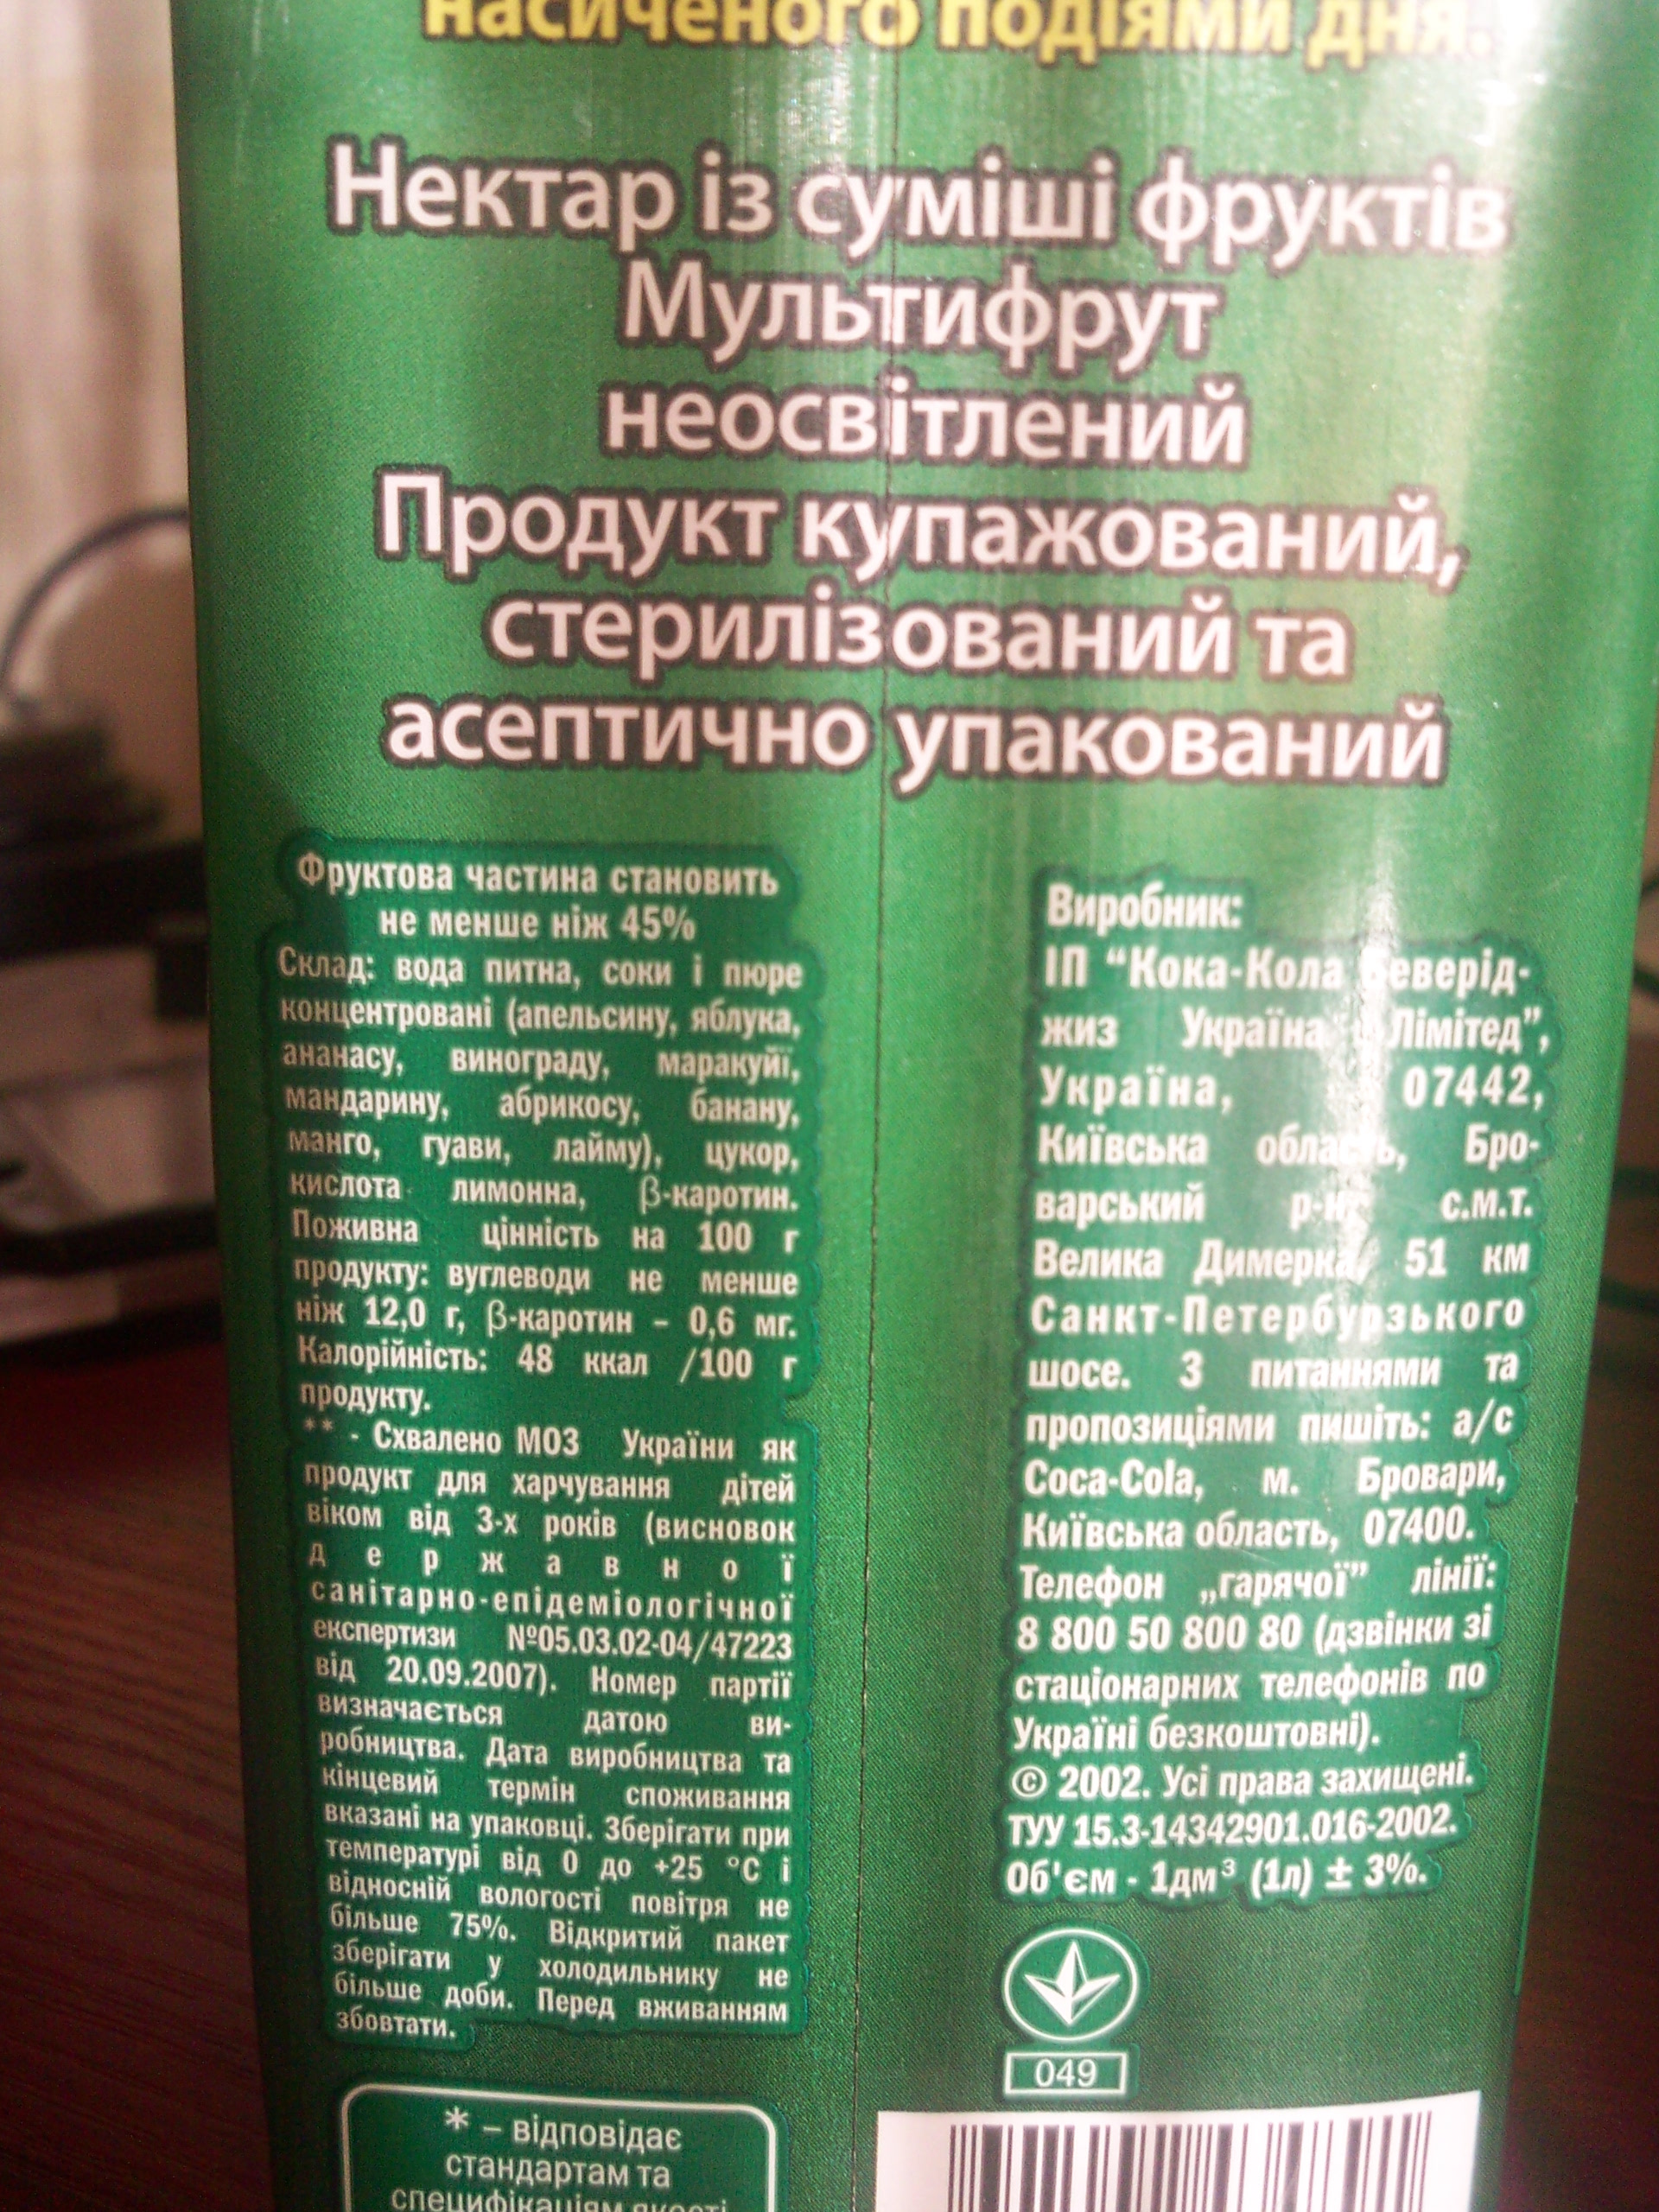 насиченого подіями дня.
Нектар із суміші фруктів
Мультифрут
неосвітлений
Продукт купажований,
стерилізований та
асептично упакований
Фруктова частина становить
не менше ніж 45%
Склад: вода питна, соки і пюре
концентровані (апельсину, яблука,
ананасу, винограду, маракуйї,
мандарину, абрикосу, банану,
манго, гуави, лайму), цукор,
кислота лимонна, β-каротин.
Поживна цінність на 100 г
продукту: вуглеводи не менше
ніж 12,0 г, β-каротин – 0,6 мг.
Калорійність: 48 ккал /100 г
продукту.
** - Схвалено МОЗ України як
продукт для харчування дітей
віком від 3-х років (висновок
державної
санітарно-епідеміологічної
експертизи №05.03.02-04/47223
від 20.09.2007). Номер партії
визначається датою ви-
робництва. Дата виробництва та
кінцевий термін споживання
вказані на упаковці. Зберігати при
температурі від 0 до +25 °С і
відносній вологості повітря не
більше 75%. Відкритий пакет
зберігати у холодильнику не
більше доби. Перед вживанням
збовтати.
* – відповідає
стандартам та
специфікаціям якості
Виробник:
ІП “Кока-Кола Беверід-
жиз Україна Лімітед”,
Україна, 07442,
Київська область, Бро-
варський р-н, с.м.т.
Велика Димерка, 51 км
Санкт-Петербурзького
шосе. З питаннями та
пропозиціями пишіть: а/с
Coca-Cola, м. Бровари,
Київська область, 07400.
Телефон „гарячої” лінії:
8 800 50 800 80 (дзвінки зі
стаціонарних телефонів по
Україні безкоштовні).
© 2002. Усі права захищені.
ТУУ 15.3-14342901.016-2002.
Об'єм - 1дм³ (1л) ± 3%.
049